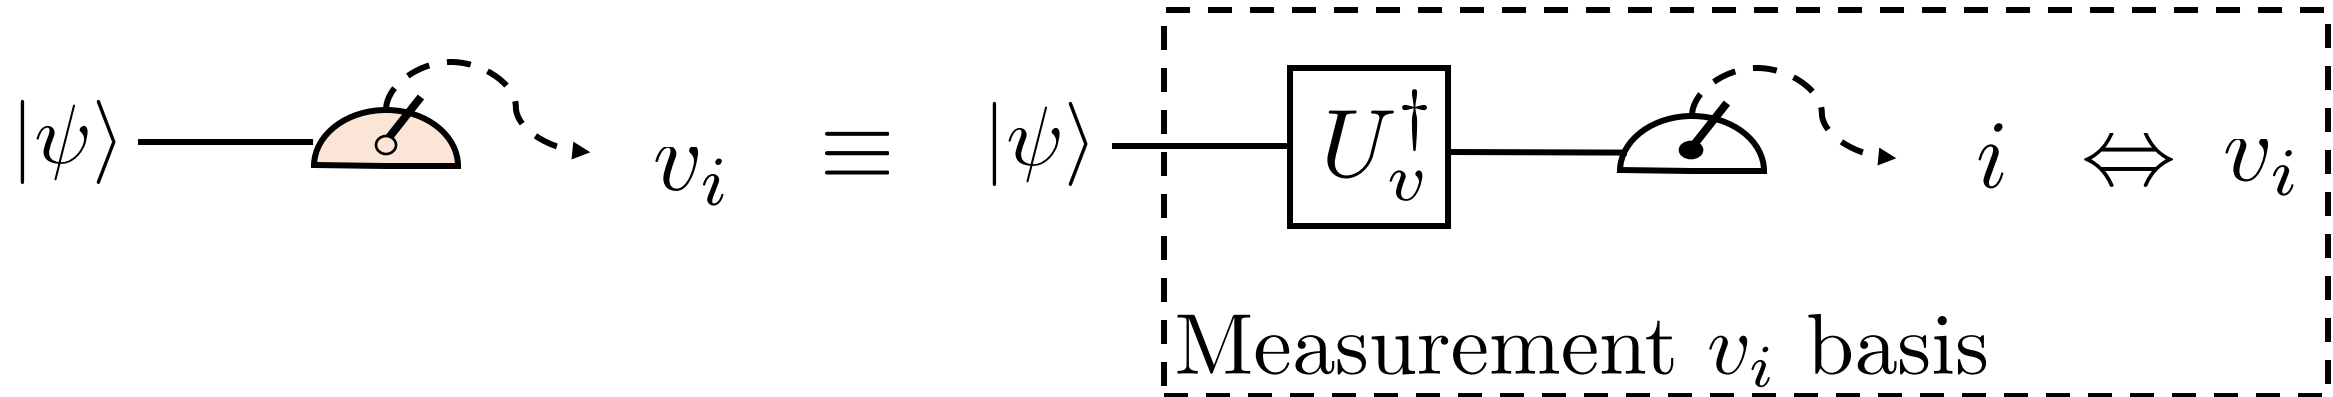 |ψ⟩ v_i ≡ |ψ⟩ U_v^† i ⇔ v_i
Measurement v_i basis